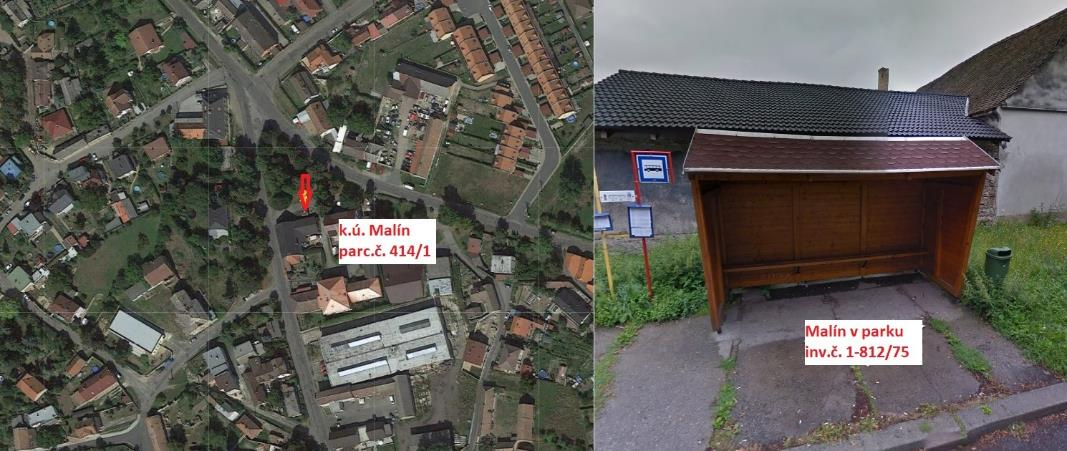 k.ú. Malín
parc.č. 414/1
Malín v parku
inv.č. 1-812/75